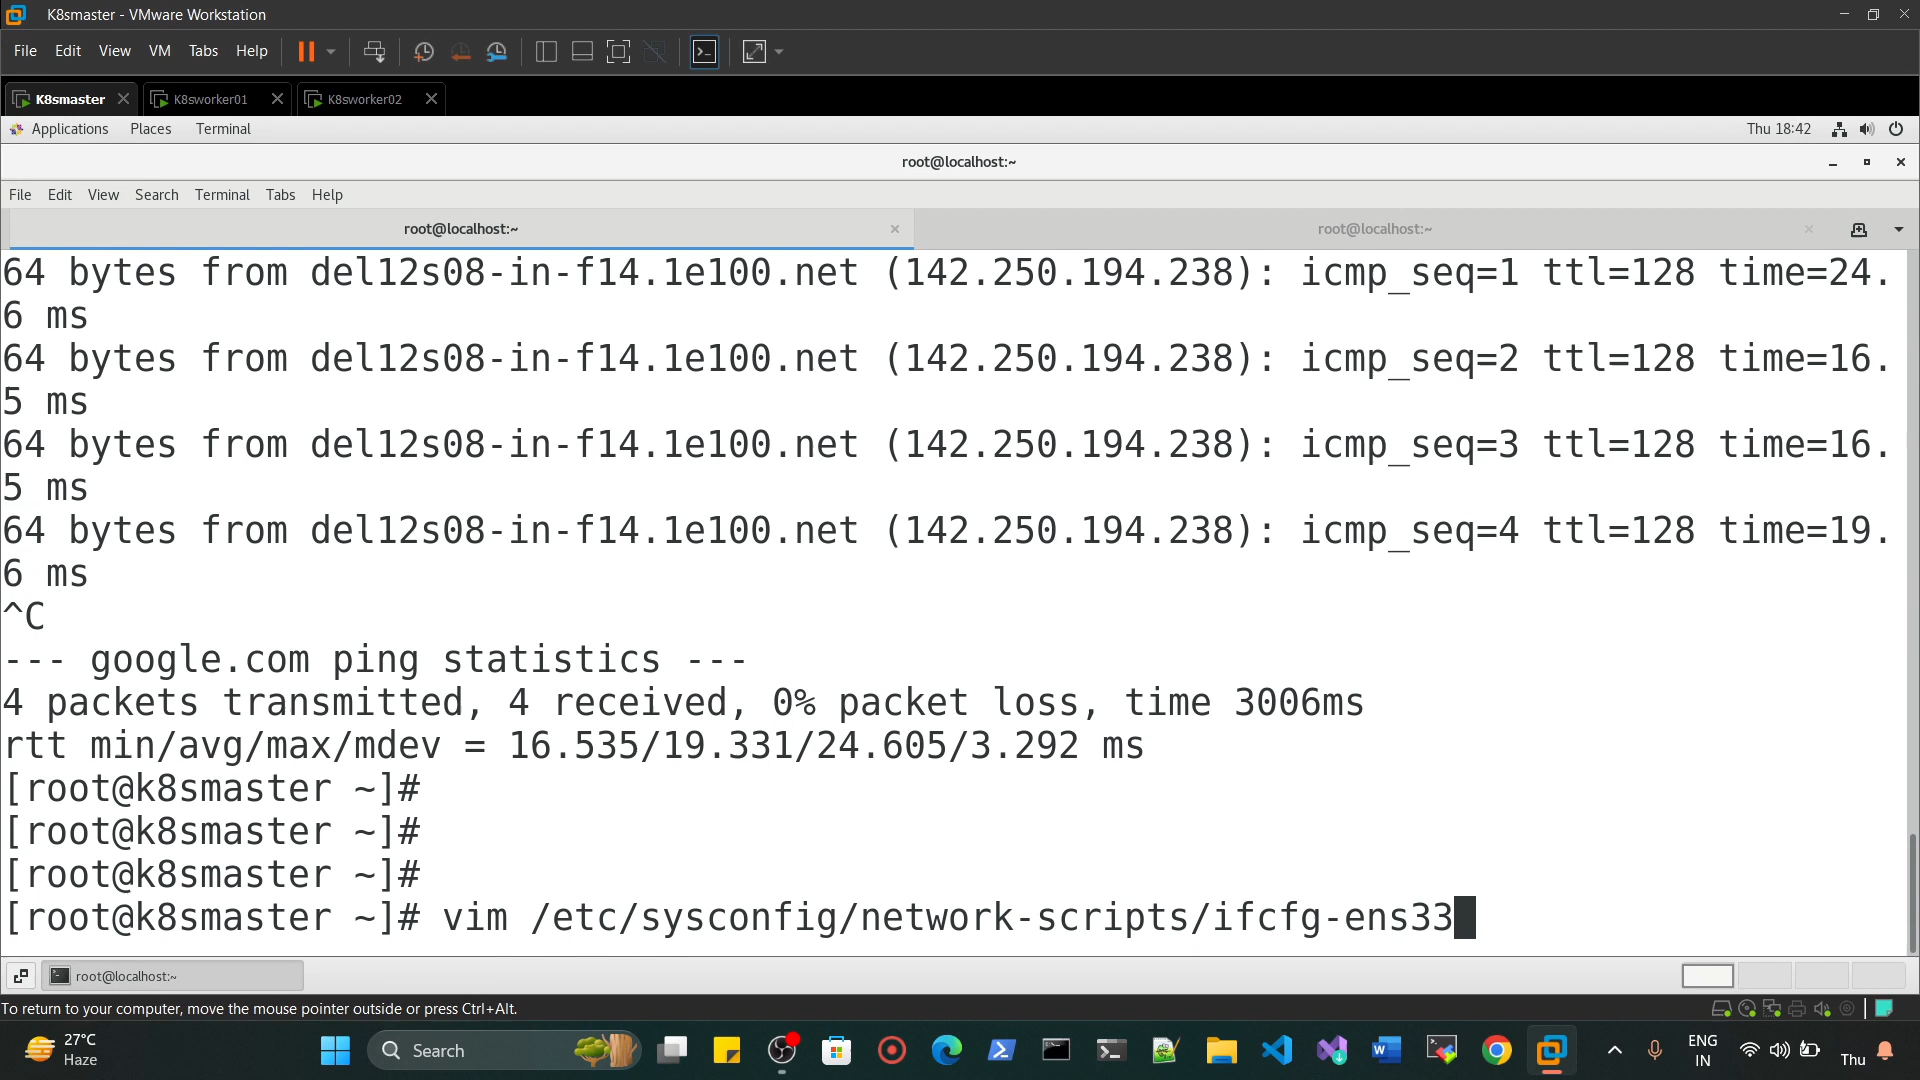 K8smaster - VMware Workstation
File Edit View VM Tabs Help
K8smaster K8sworker01 K8sworker02
Applications Places Terminal Thu 18:42
root@localhost:~
File Edit View Search Terminal Tabs Help
root@localhost:~ root@localhost:~
64 bytes from del12s08-in-f14.1e100.net (142.250.194.238): icmp_seq=1 ttl=128 time=24.
6 ms
64 bytes from del12s08-in-f14.1e100.net (142.250.194.238): icmp_seq=2 ttl=128 time=16.
5 ms
64 bytes from del12s08-in-f14.1e100.net (142.250.194.238): icmp_seq=3 ttl=128 time=16.
5 ms
64 bytes from del12s08-in-f14.1e100.net (142.250.194.238): icmp_seq=4 ttl=128 time=19.
6 ms
^C
--- google.com ping statistics ---
4 packets transmitted, 4 received, 0% packet loss, time 3006ms
rtt min/avg/max/mdev = 16.535/19.331/24.605/3.292 ms
[root@k8smaster ~]#
[root@k8smaster ~]#
[root@k8smaster ~]#
[root@k8smaster ~]# vim /etc/sysconfig/network-scripts/ifcfg-ens33
root@localhost:~
To return to your computer, move the mouse pointer outside or press Ctrl+Alt.
27°C
Haze
Search
ENG
IN
Thu